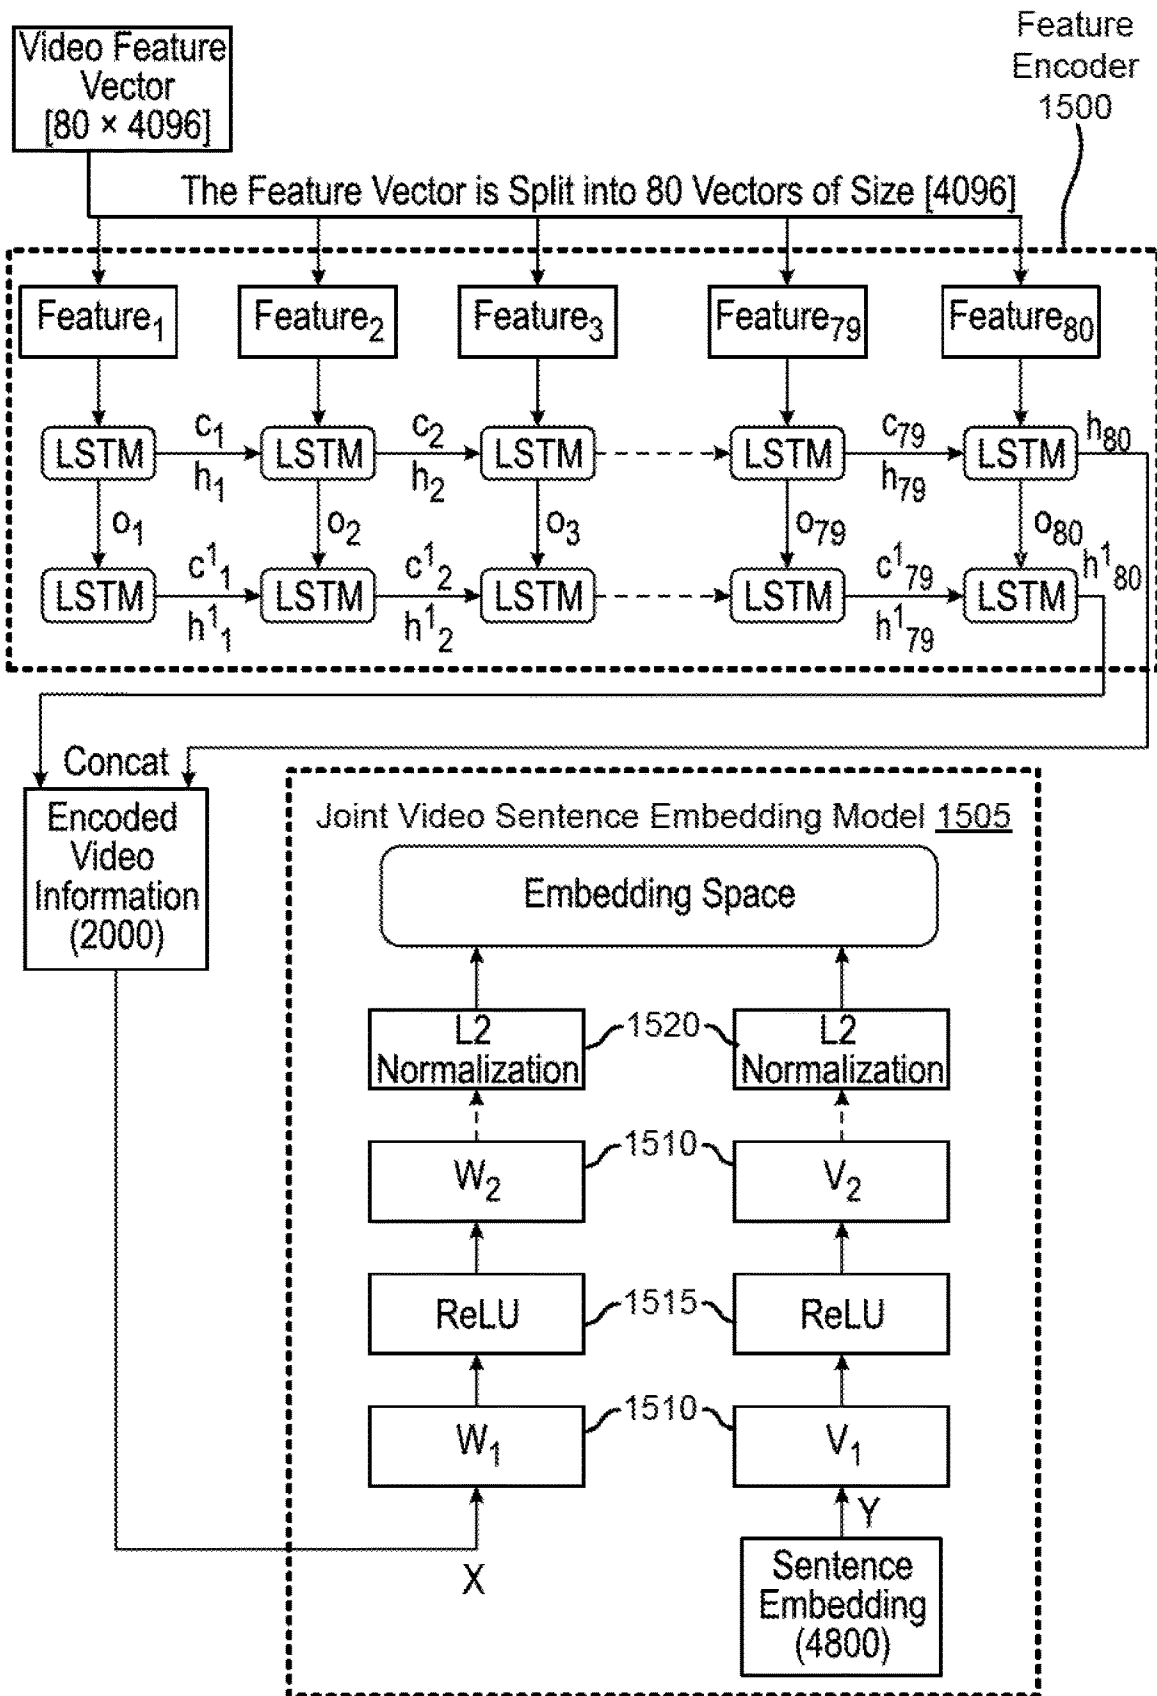 Video Feature
Vector
[80 × 4096]
Feature
Encoder
1500
The Feature Vector is Split into 80 Vectors of Size [4096]
Feature1 Feature2 Feature3 Feature79 Feature80
c1 c2 c79 h80
LSTM LSTM LSTM LSTM LSTM
h1 h2 h79
o1 o2 o3 o79 o80
c¹1 c¹2 c¹79 h¹80
LSTM LSTM LSTM LSTM LSTM
h¹1 h¹2 h¹79
Concat
Encoded
Video
Information
(2000)
Joint Video Sentence Embedding Model 1505
Embedding Space
L2
Normalization
1520
L2
Normalization
W2 1510 V2
ReLU 1515 ReLU
W1 1510 V1
X
Y
Sentence
Embedding
(4800)